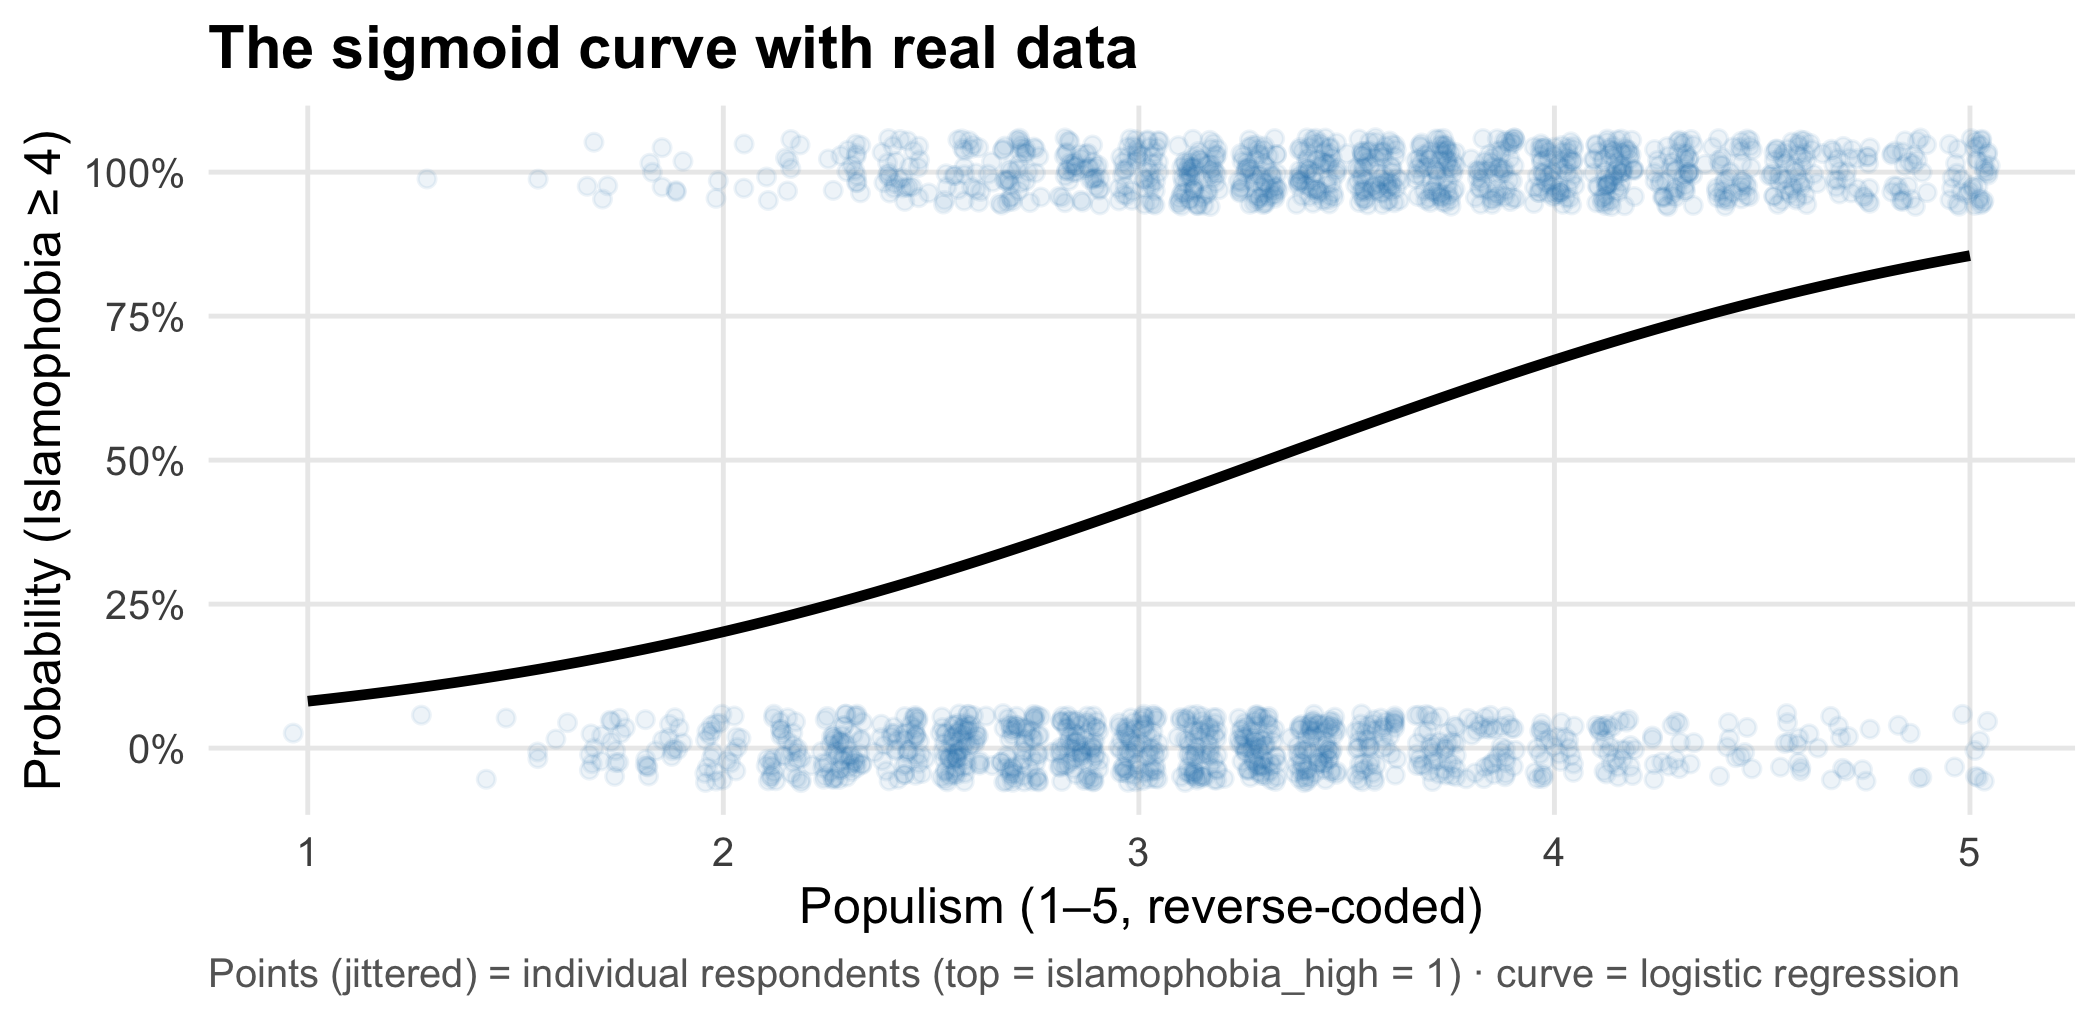 The sigmoid curve with real data
Probability (Islamophobia ≥ 4)
100%
75%
50%
25%
0%
1 2 3 4 5
Populism (1–5, reverse-coded)
Points (jittered) = individual respondents (top = islamophobia_high = 1) · curve = logistic regression